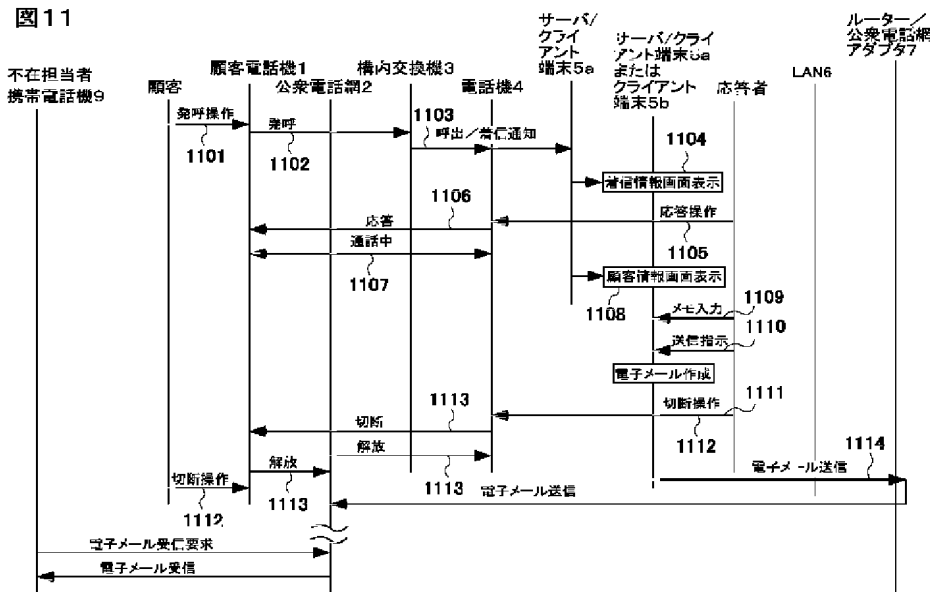 図11
不在担当者
携帯電話機9
顧客
顧客電話機1
公衆電話網2
構内交換機3
電話機4
サーバ/
クライ
アント
端末5a
サーバ/クライ
アント端末5a
または
クライアント
端末5b
応答者
LAN6
ルーター/
公衆電話網
アダプタ7
発呼操作
1101
発呼
1102
1103
呼出/着信通知
1104
着信情報画面表示
1106
応答
応答操作
1105
通話中
1107
顧客情報画面表示
1108
1109
メモ入力
1110
送信指示
電子メール作成
1111
切断操作
1112
1113
切断
解放
1113
解放
1113
切断操作
1112
1114
電子メール送信
電子メール送信
電子メール受信要求
電子メール受信